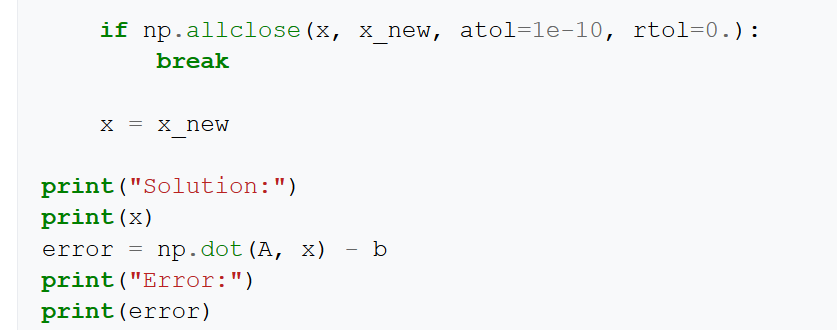 if np.allclose(x, x_new, atol=1e-10, rtol=0.):
break
x = x_new
print("Solution:")
print(x)
error = np.dot(A, x) - b
print("Error:")
print(error)